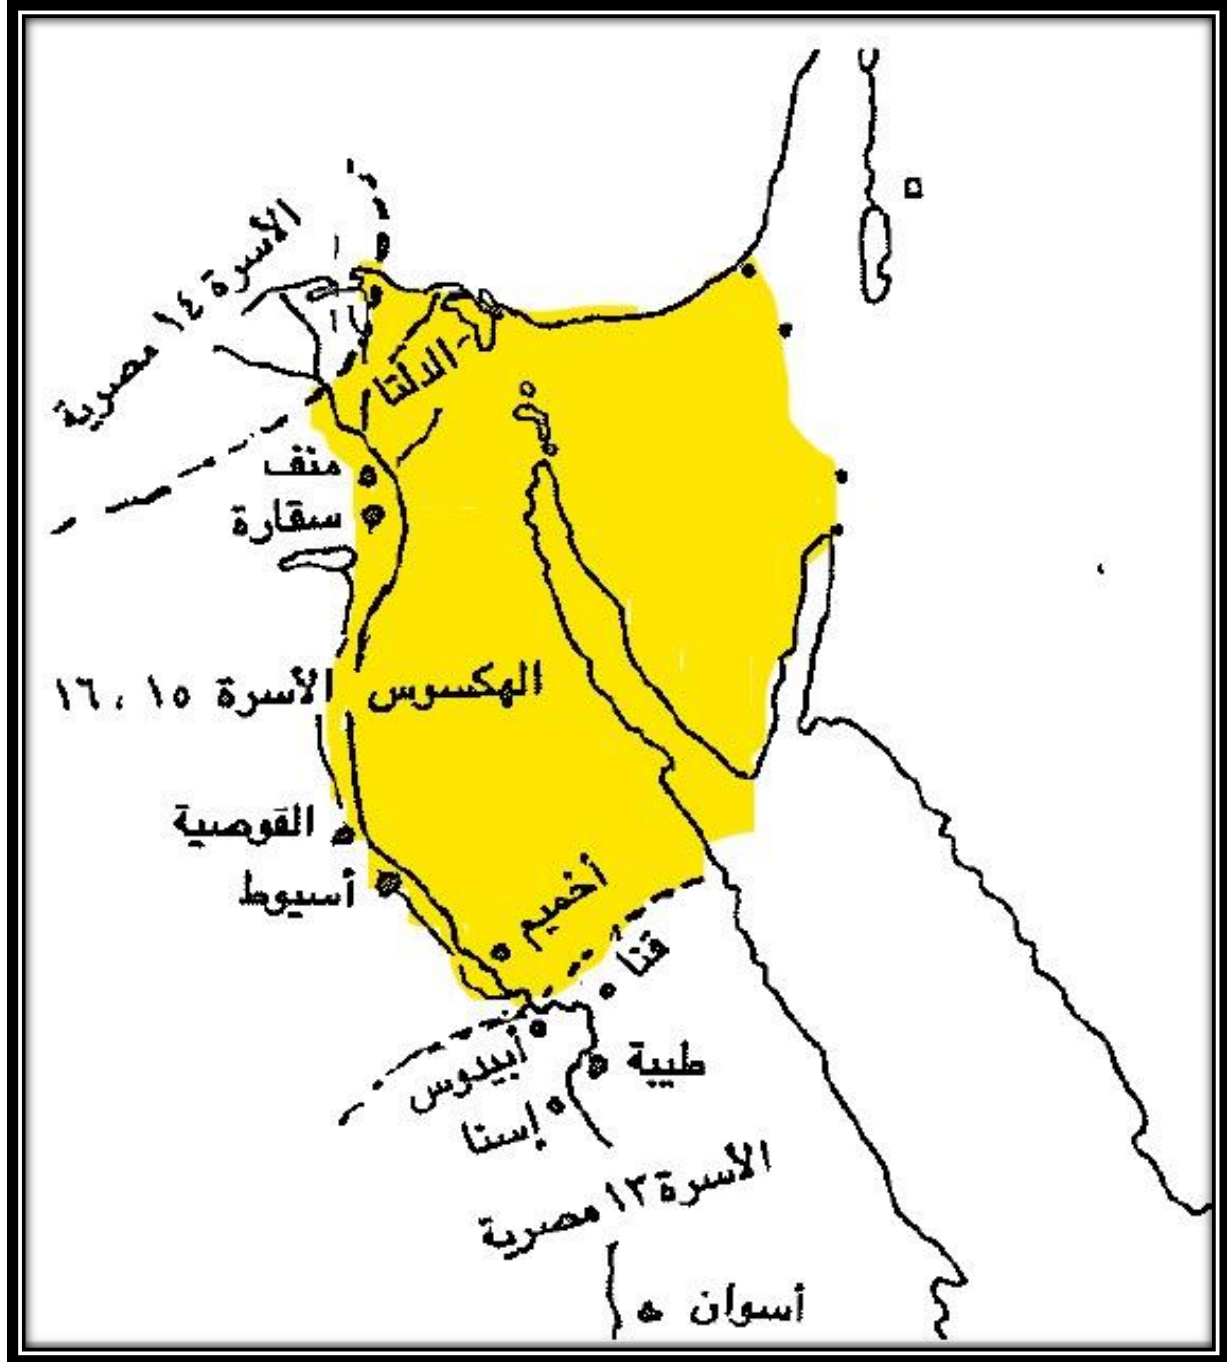 الأسرة ١٤ مصرية
الدلتا
منف
سقارة
الهكسوس الأسرة ١٥ ، ١٦
القوصية
أسيوط
أخميم
قنا
أبيدوس
طيبة
إسنا
الأسرة ١٣ مصرية
أسوان